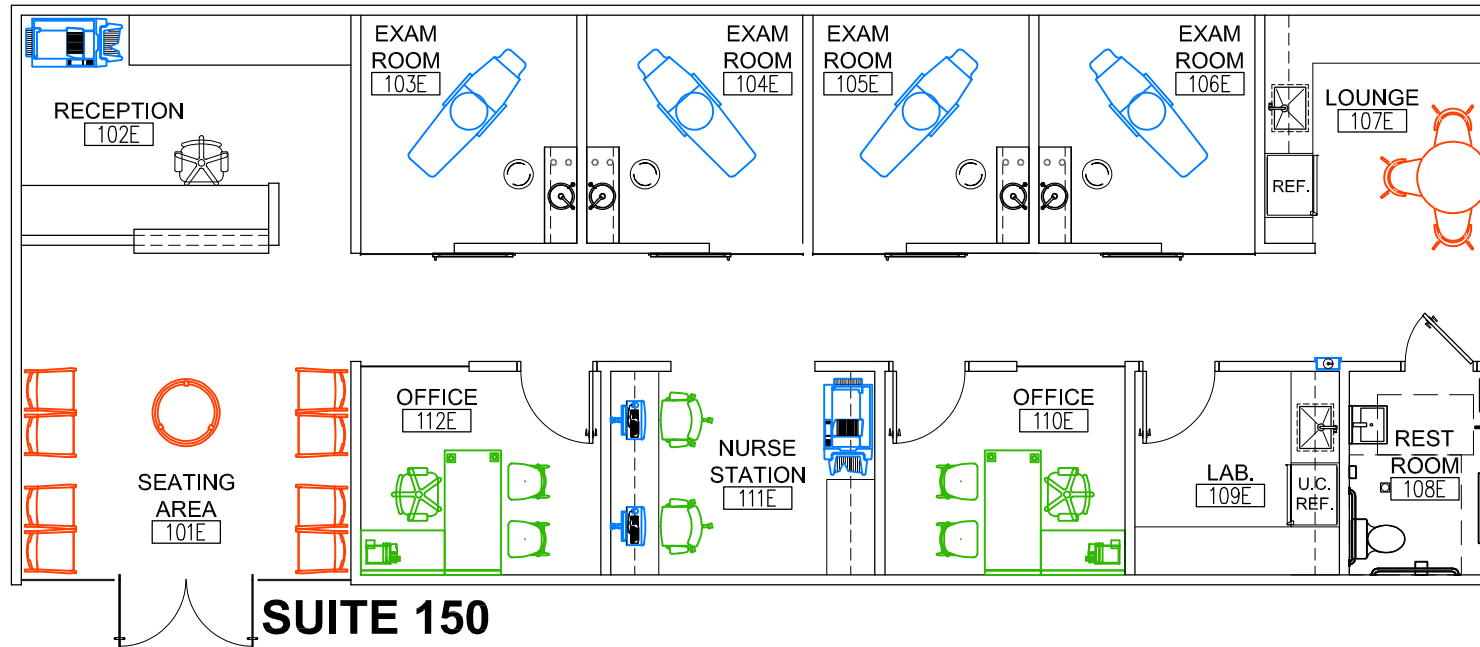 EXAM
ROOM
103E
EXAM
ROOM
104E
EXAM
ROOM
105E
EXAM
ROOM
106E
RECEPTION
102E
LOUNGE
107E
REF.
OFFICE
112E
NURSE
STATION
111E
OFFICE
110E
LAB.
109E
U.C.
REF.
REST
ROOM
108E
SEATING
AREA
101E
SUITE 150